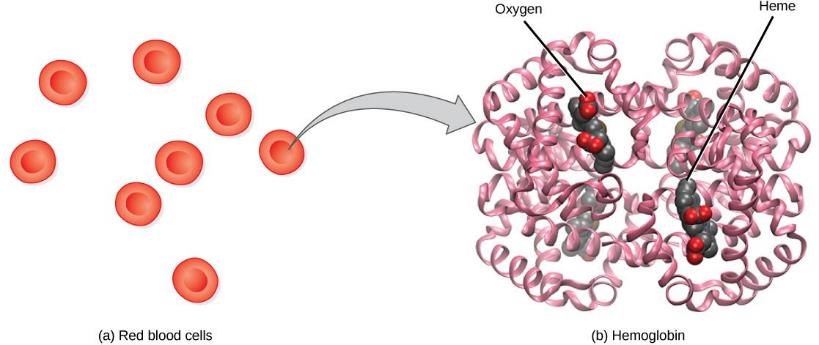 Oxygen
Heme
(a) Red blood cells
(b) Hemoglobin